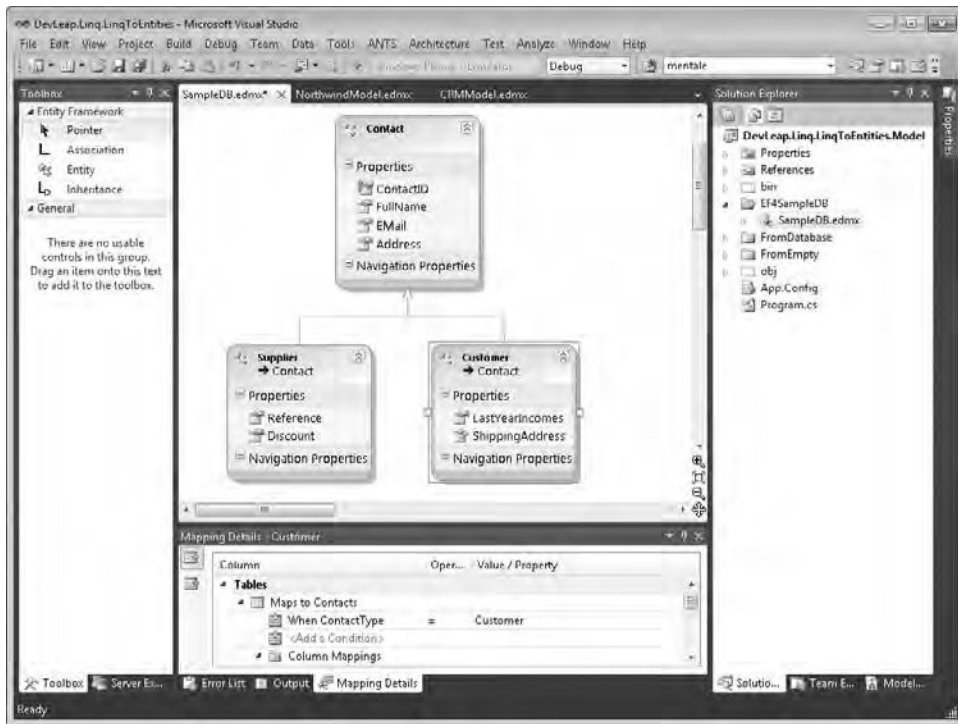 DevLeap.Linq.LinqToEntities - Microsoft Visual Studio
File Edit View Project Build Debug Team Data Tools ANTS Architecture Test Analyze Window Help
Debug mentale
Toolbox
Entity Framework
Pointer
Association
Entity
Inheritance
General
There are no usable
controls in this group.
Drag an item onto this text
to add it to the toolbox.
SampleDB.edmx* NorthwindModel.edmx CRMModel.edmx
Contact
Properties
ContactID
FullName
EMail
Address
Navigation Properties
Supplier
Contact
Properties
Reference
Discount
Navigation Properties
Customer
Contact
Properties
LastYearIncomes
ShippingAddress
Navigation Properties
Mapping Details - Customer
Column Oper... Value / Property
Tables
Maps to Contacts
When ContactType = Customer
<Add a Condition>
Column Mappings
Solution Explorer
DevLeap.Linq.LinqToEntities.Model
Properties
References
bin
EF4SampleDB
SampleDB.edmx
FromDatabase
FromEmpty
obj
App.Config
Program.cs
Properties
Toolbox Server Ex... Error List Output Mapping Details Solutio... Team E... Model...
Ready